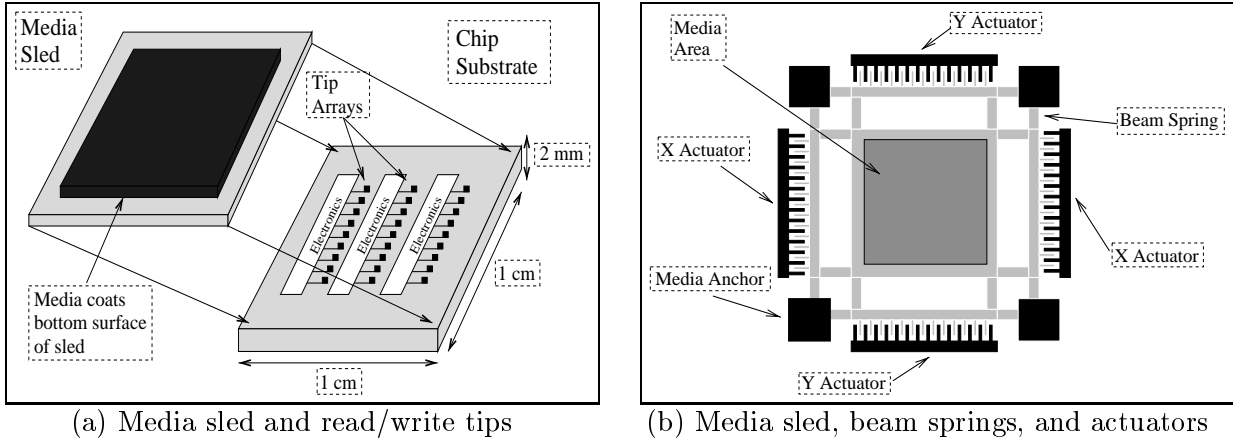 Media
Sled
Chip
Substrate
Tip
Arrays
2 mm
Electronics
Electronics
Electronics
1 cm
Media coats
bottom surface
of sled
1 cm
(a) Media sled and read/write tips
Y Actuator
Media
Area
Beam Spring
X Actuator
X Actuator
Media Anchor
Y Actuator
(b) Media sled, beam springs, and actuators